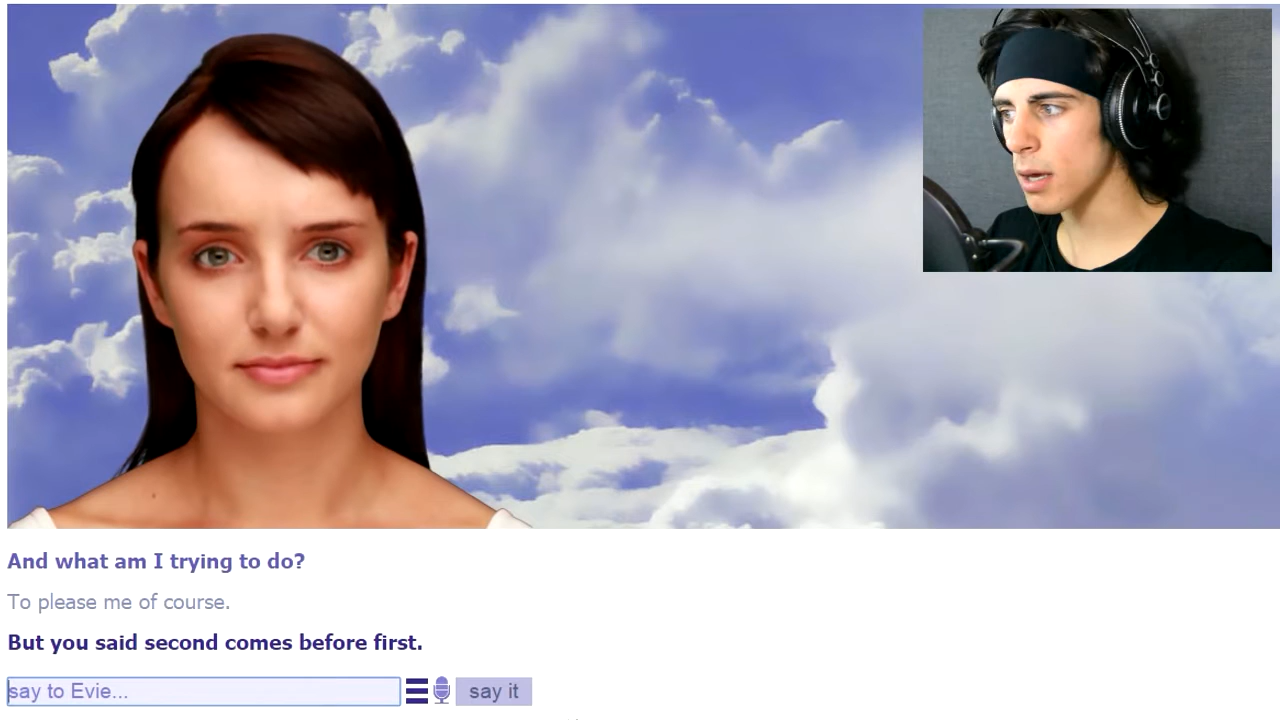 And what am I trying to do?
To please me of course.
But you said second comes before first.
say to Evie... say it